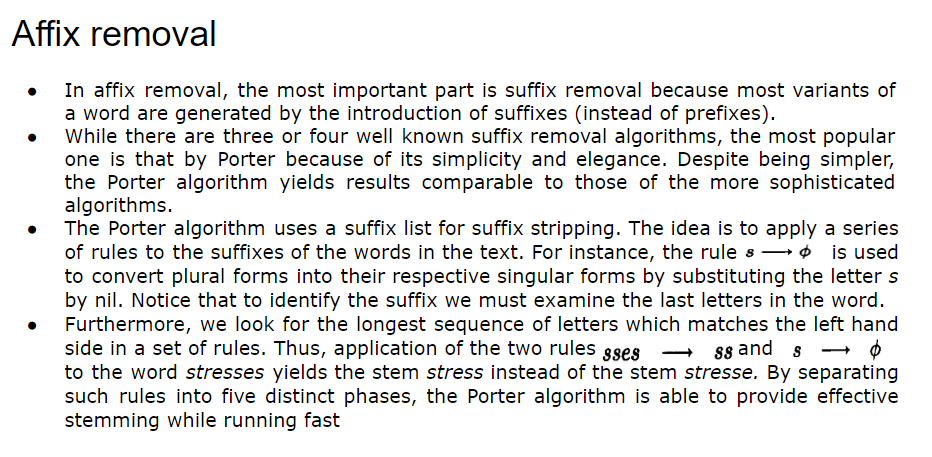 Affix removal
● In affix removal, the most important part is suffix removal because most variants of
a word are generated by the introduction of suffixes (instead of prefixes).
● While there are three or four well known suffix removal algorithms, the most popular
one is that by Porter because of its simplicity and elegance. Despite being simpler,
the Porter algorithm yields results comparable to those of the more sophisticated
algorithms.
● The Porter algorithm uses a suffix list for suffix stripping. The idea is to apply a series
of rules to the suffixes of the words in the text. For instance, the rule s ⟶ ϕ is used
to convert plural forms into their respective singular forms by substituting the letter s
by nil. Notice that to identify the suffix we must examine the last letters in the word.
● Furthermore, we look for the longest sequence of letters which matches the left hand
side in a set of rules. Thus, application of the two rules sses ⟶ ss and s ⟶ ϕ
to the word stresses yields the stem stress instead of the stem stresse. By separating
such rules into five distinct phases, the Porter algorithm is able to provide effective
stemming while running fast